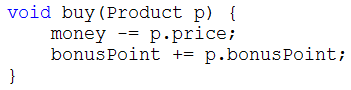 void buy(Product p) {
    money -= p.price;
    bonusPoint += p.bonusPoint;
}